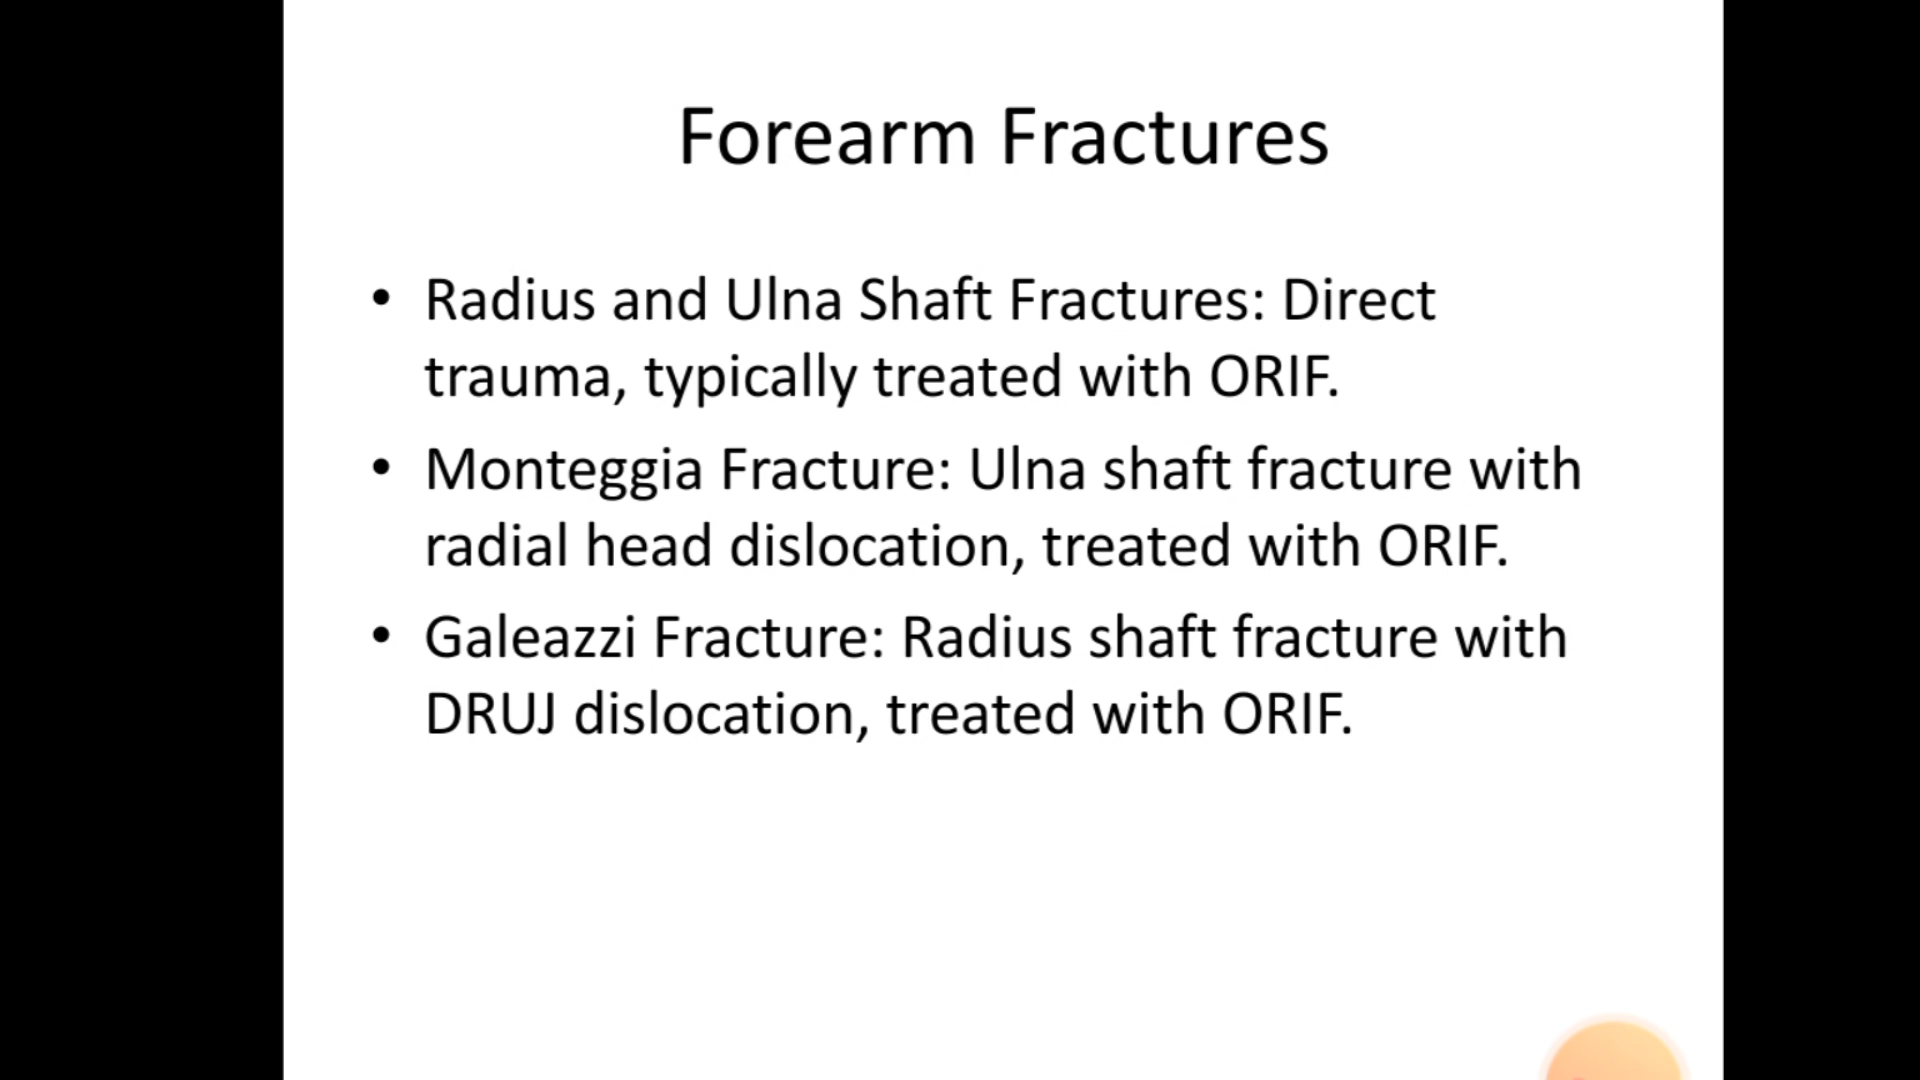 Forearm Fractures
• Radius and Ulna Shaft Fractures: Direct
trauma, typically treated with ORIF.
• Monteggia Fracture: Ulna shaft fracture with
radial head dislocation, treated with ORIF.
• Galeazzi Fracture: Radius shaft fracture with
DRUJ dislocation, treated with ORIF.